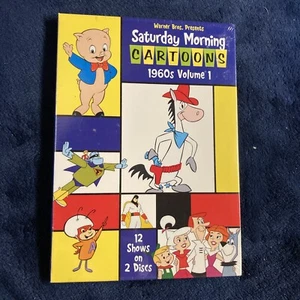 Warner Bros. Presents
Saturday Morning
CARTOONS
1960s Volume 1
12
Shows
on
2 Discs